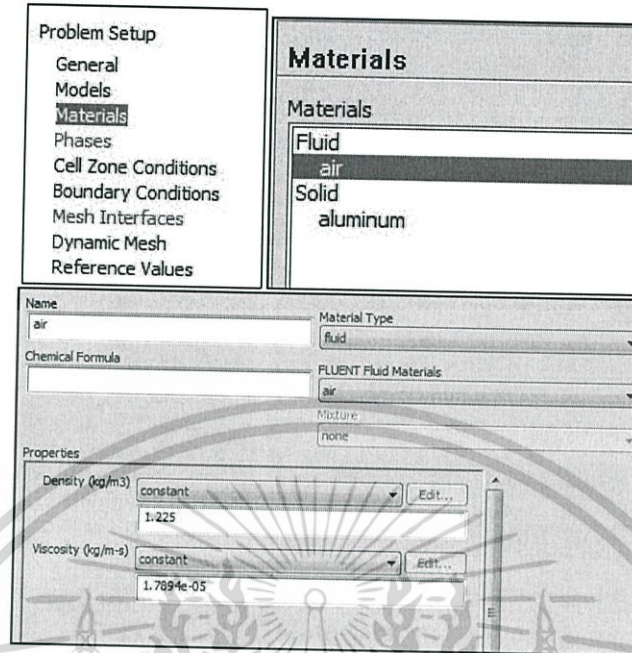 Problem Setup
General
Models
Materials
Phases
Cell Zone Conditions
Boundary Conditions
Mesh Interfaces
Dynamic Mesh
Reference Values
Materials
Materials
Fluid
air
Solid
aluminum
Name
air
Material Type
fluid
Chemical Formula
FLUENT Fluid Materials
air
Mixture
none
Properties
Density (kg/m3)
constant
Edit...
1.225
Viscosity (kg/m-s)
constant
Edit...
1.7894e-05